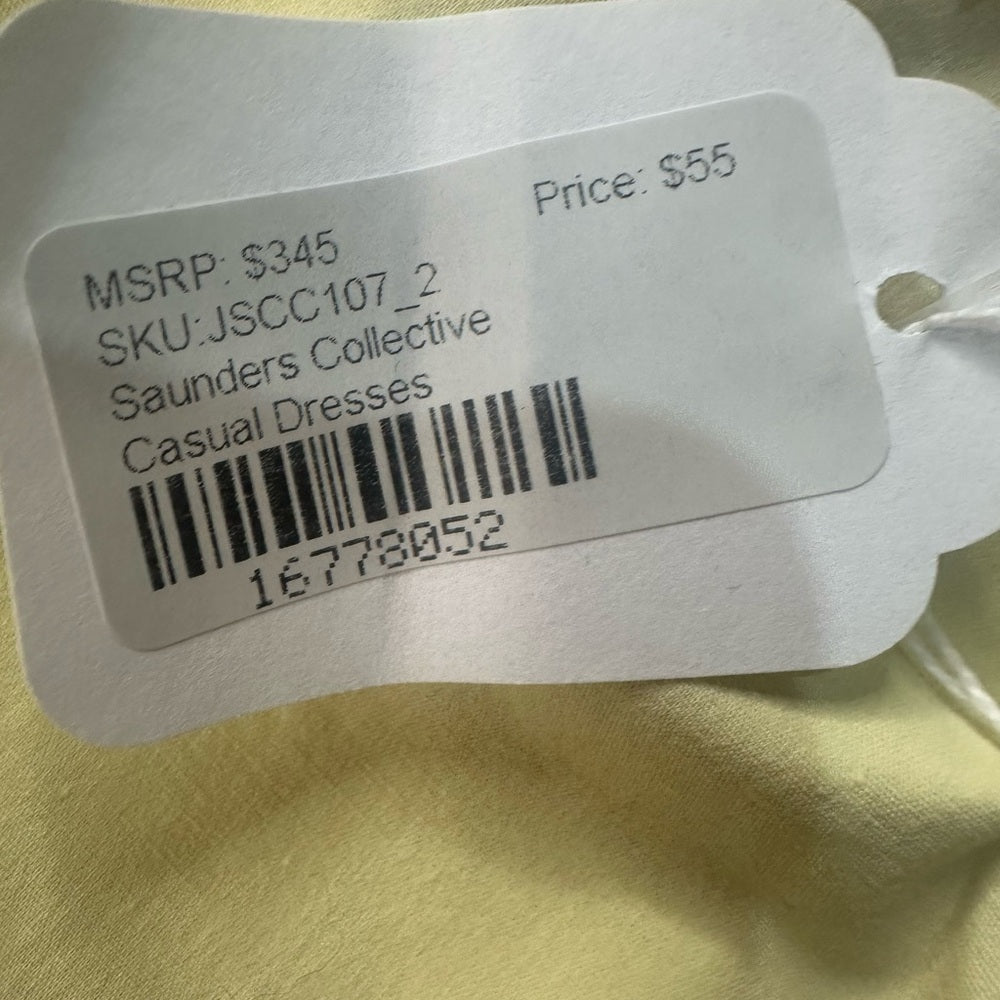 Price: $55
MSRP: $345
SKU:JSCC107_2
Saunders Collective
Casual Dresses
16778052